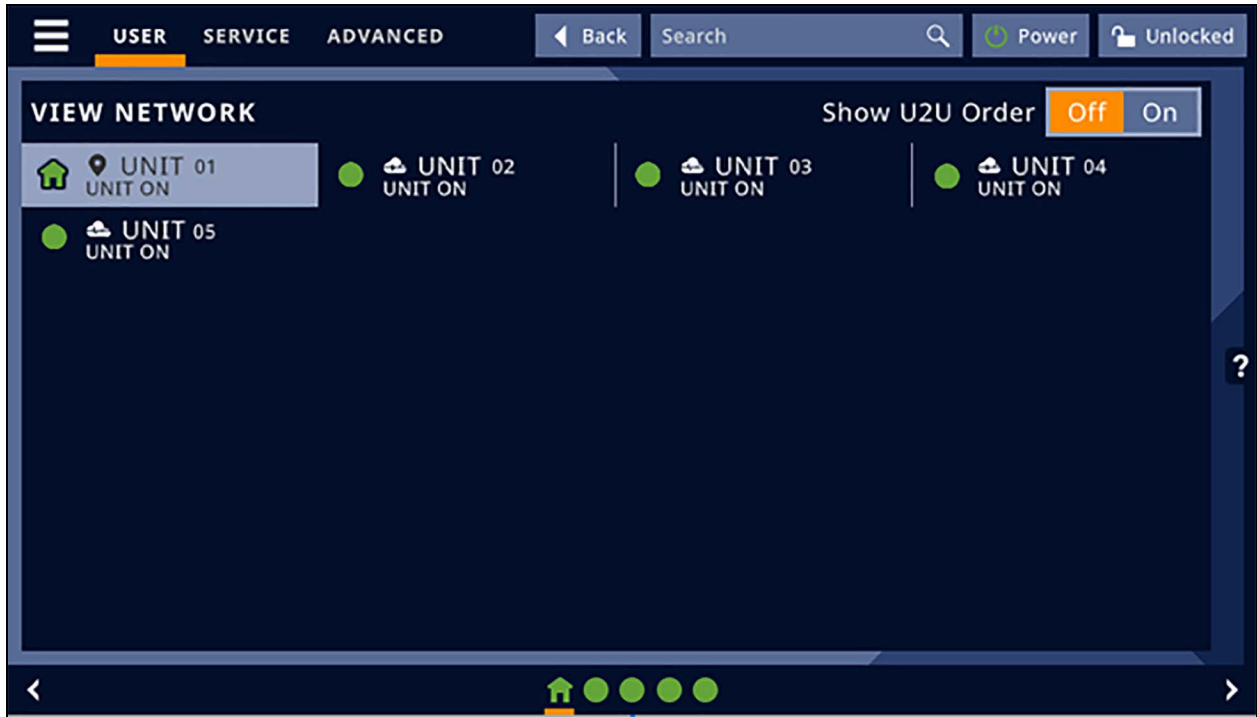 USER SERVICE ADVANCED Back Search Power Unlocked
VIEW NETWORK Show U2U Order Off On
UNIT 01 UNIT 02 UNIT 03 UNIT 04
UNIT ON UNIT ON UNIT ON UNIT ON
UNIT 05
UNIT ON
?